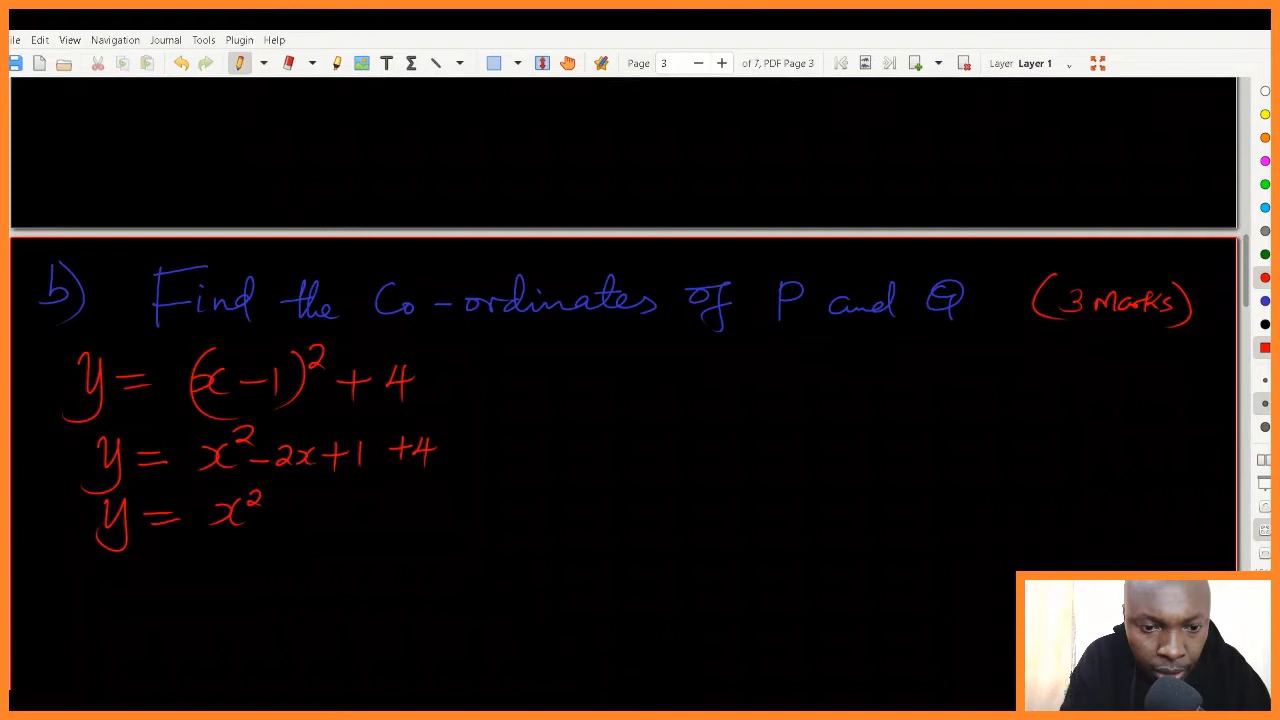 ile Edit View Navigation Journal Tools Plugin Help
Page 3 of 7, PDF Page 3 Layer Layer 1
b) Find the Co-ordinates of P and Q (3 marks)
y = (x - 1)² + 4
y = x² - 2x + 1 + 4
y = x²